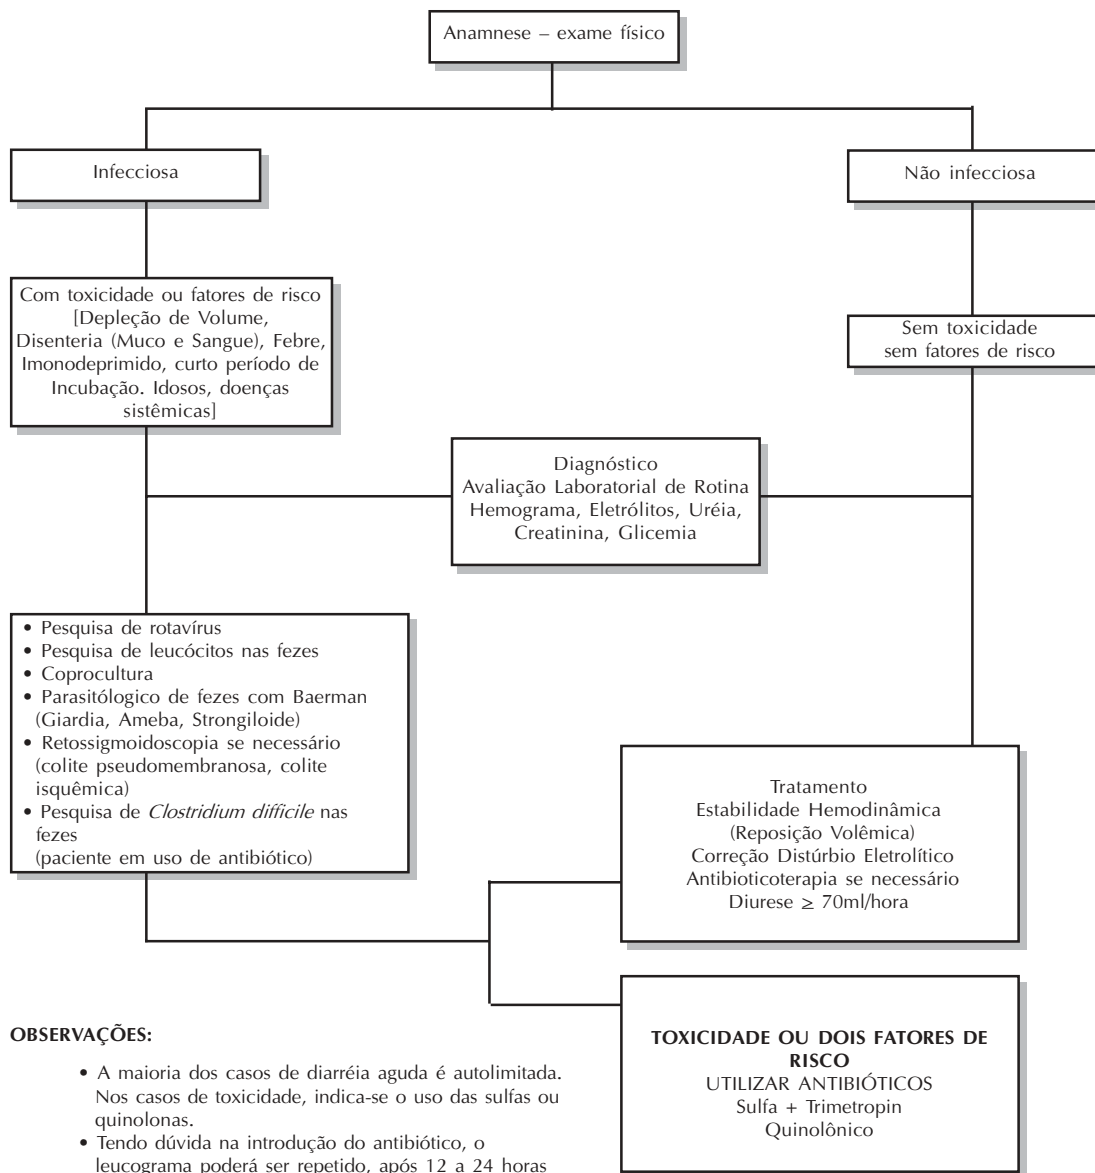 Anamnese – exame físico
Infecciosa
Não infecciosa
Com toxicidade ou fatores de risco
[Depleção de Volume,
Disenteria (Muco e Sangue), Febre,
Imonodeprimido, curto período de
Incubação. Idosos, doenças
sistêmicas]
Sem toxicidade
sem fatores de risco
Diagnóstico
Avaliação Laboratorial de Rotina
Hemograma, Eletrólitos, Uréia,
Creatinina, Glicemia
• Pesquisa de rotavírus
• Pesquisa de leucócitos nas fezes
• Coprocultura
• Parasitólogico de fezes com Baerman
(Giardia, Ameba, Strongiloide)
• Retossigmoidoscopia se necessário
(colite pseudomembranosa, colite
isquêmica)
• Pesquisa de Clostridium difficile nas
fezes
(paciente em uso de antibiótico)
Tratamento
Estabilidade Hemodinâmica
(Reposição Volêmica)
Correção Distúrbio Eletrolítico
Antibioticoterapia se necessário
Diurese ≥ 70ml/hora
TOXICIDADE OU DOIS FATORES DE
RISCO
UTILIZAR ANTIBIÓTICOS
Sulfa + Trimetropin
Quinolônico
OBSERVAÇÕES:
• A maioria dos casos de diarréia aguda é autolimitada.
Nos casos de toxicidade, indica-se o uso das sulfas ou
quinolonas.
• Tendo dúvida na introdução do antibiótico, o
leucograma poderá ser repetido, após 12 a 24 horas